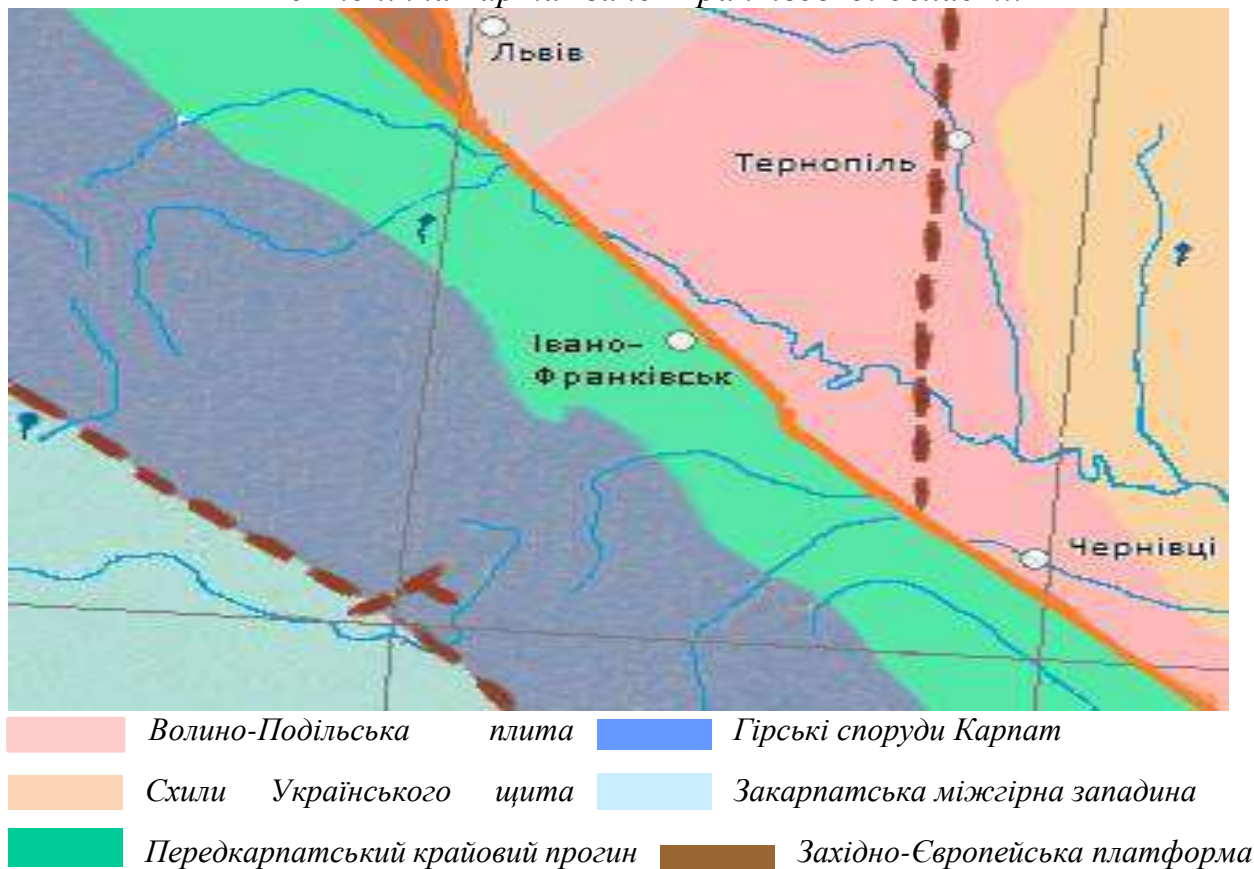 Львів
Тернопіль
Івано-
Франківськ
Чернівці
Волино-Подільська плита
Гірські споруди Карпат
Схили Українського щита
Закарпатська міжгірна западина
Передкарпатський крайовий прогин
Західно-Європейська платформа